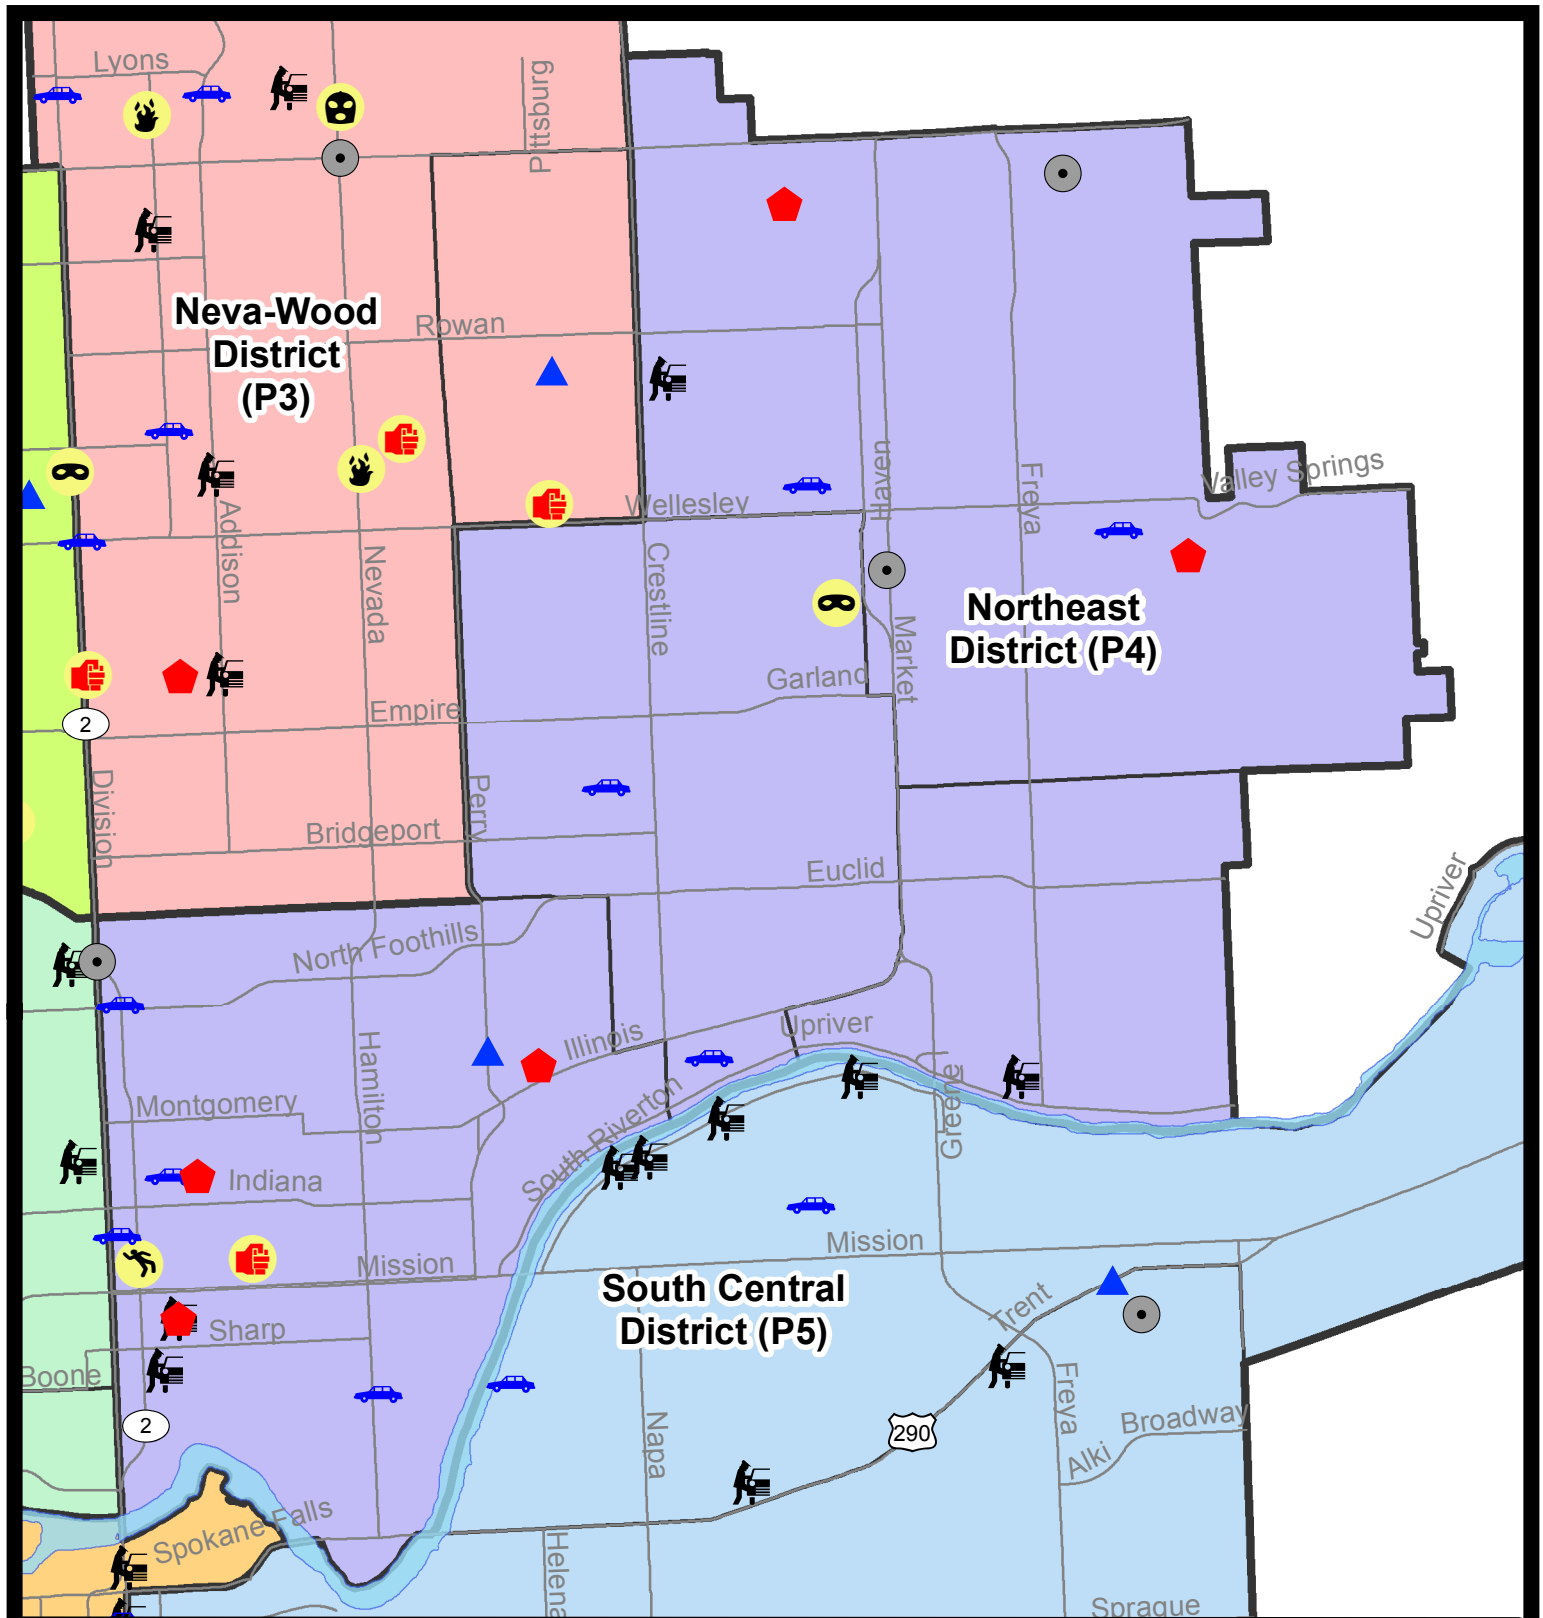 Lyons
Pittsburg
Neva-Wood
District
(P3)
Rowan
Haven
Freya
Valley Springs
Wellesley
Addison
Nevada
Crestline
Northeast
District (P4)
Market
Garland
2
Empire
Division
Perry
Bridgeport
Euclid
Upriver
North Foothills
Hamilton
Illinois
Upriver
Greene
Montgomery
South Riverton
Indiana
Mission
Mission
South Central
District (P5)
Trent
Sharp
Boone
Freya
2
Napa
290
Broadway
Alki
Spokane Falls
Helena
Sprague